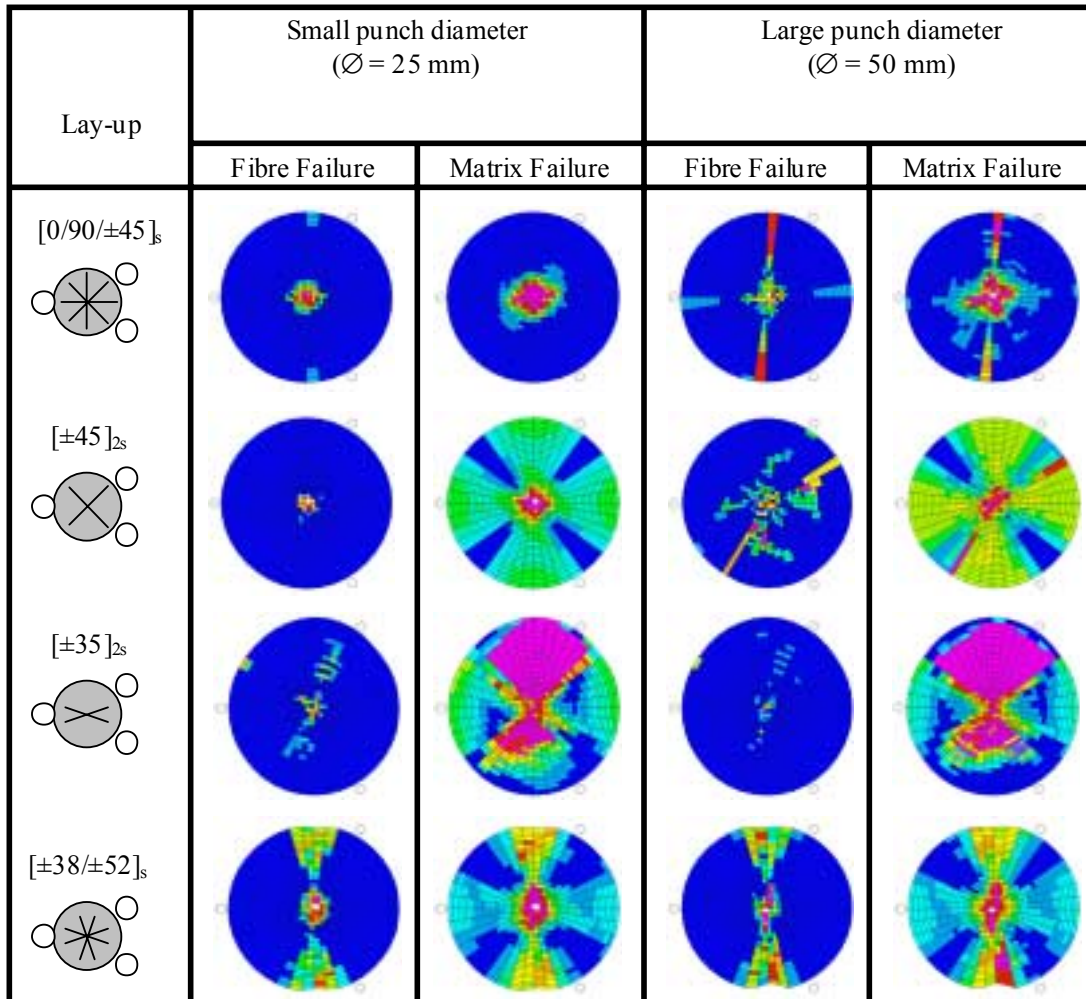 Lay-up
Small punch diameter
(∅ = 25 mm)
Large punch diameter
(∅ = 50 mm)
Fibre Failure
Matrix Failure
Fibre Failure
Matrix Failure
[0/90/±45]s
[±45]2s
[±35]2s
[±38/±52]s